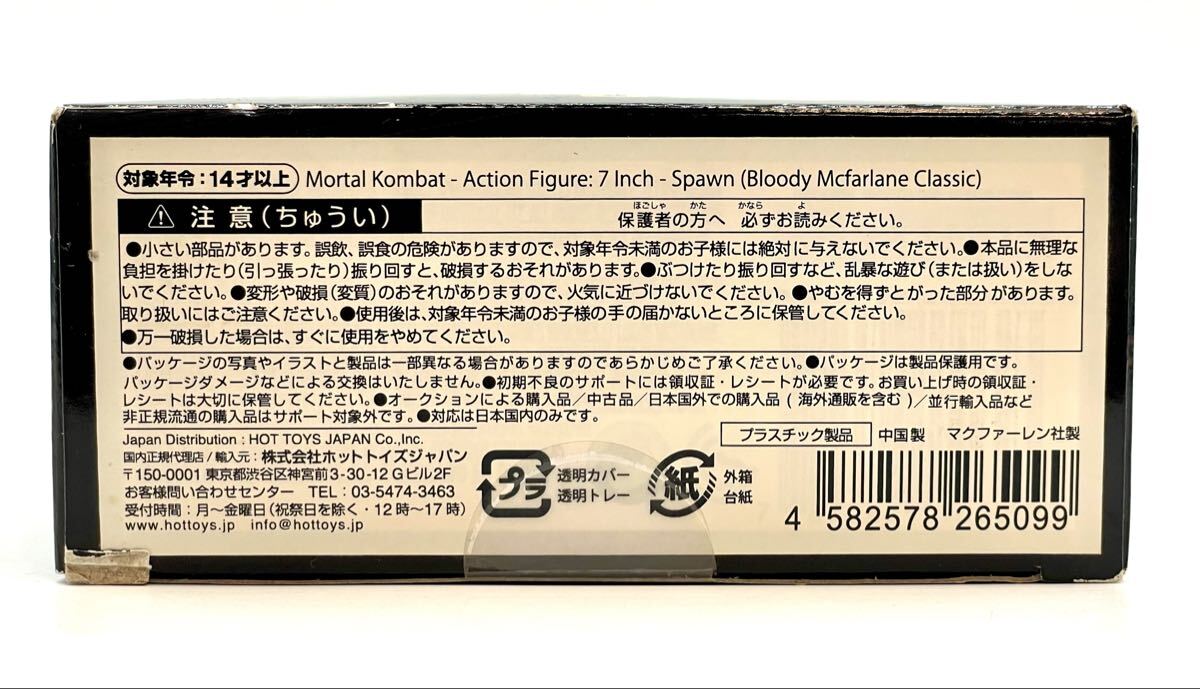 対象年令：14才以上 Mortal Kombat - Action Figure: 7 Inch - Spawn (Bloody Mcfarlane Classic)
⚠ 注意（ちゅうい）
ほごしゃ かた かなら よ
保護者の方へ 必ずお読みください。
●小さい部品があります。誤飲、誤食の危険がありますので、対象年令未満のお子様には絶対に与えないでください。●本品に無理な
負担を掛けたり（引っ張ったり）振り回すと、破損するおそれがあります。●ぶつけたり振り回すなど、乱暴な遊び（または扱い）をしな
いでください。●変形や破損（変質）のおそれがありますので、火気に近づけないでください。●やむを得ずとがった部分があります。
取り扱いにはご注意ください。●使用後は、対象年令未満のお子様の手の届かないところに保管してください。
●万一破損した場合は、すぐに使用をやめてください。
●パッケージの写真やイラストと製品は一部異なる場合がありますのであらかじめご了承ください。●パッケージは製品保護用です。
パッケージダメージなどによる交換はいたしません。●初期不良のサポートには領収証・レシートが必要です。お買い上げ時の領収証・
レシートは大切に保管してください。●オークションによる購入品／中古品／日本国外での購入品（海外通販を含む）／並行輸入品など
非正規流通の購入品はサポート対象外です。●対応は日本国内のみです。
Japan Distribution : HOT TOYS JAPAN Co.,Inc.
国内正規代理店／輸入元：株式会社ホットトイズジャパン
〒150-0001 東京都渋谷区神宮前3-30-12 Gビル2F
お客様問い合わせセンター TEL：03-5474-3463
受付時間：月～金曜日（祝祭日を除く・12時～17時）
www.hottoys.jp info@hottoys.jp
プラ
透明カバー
透明トレー
紙
外箱
台紙
プラスチック製品 中国製 マクファーレン社製
4 582578 265099